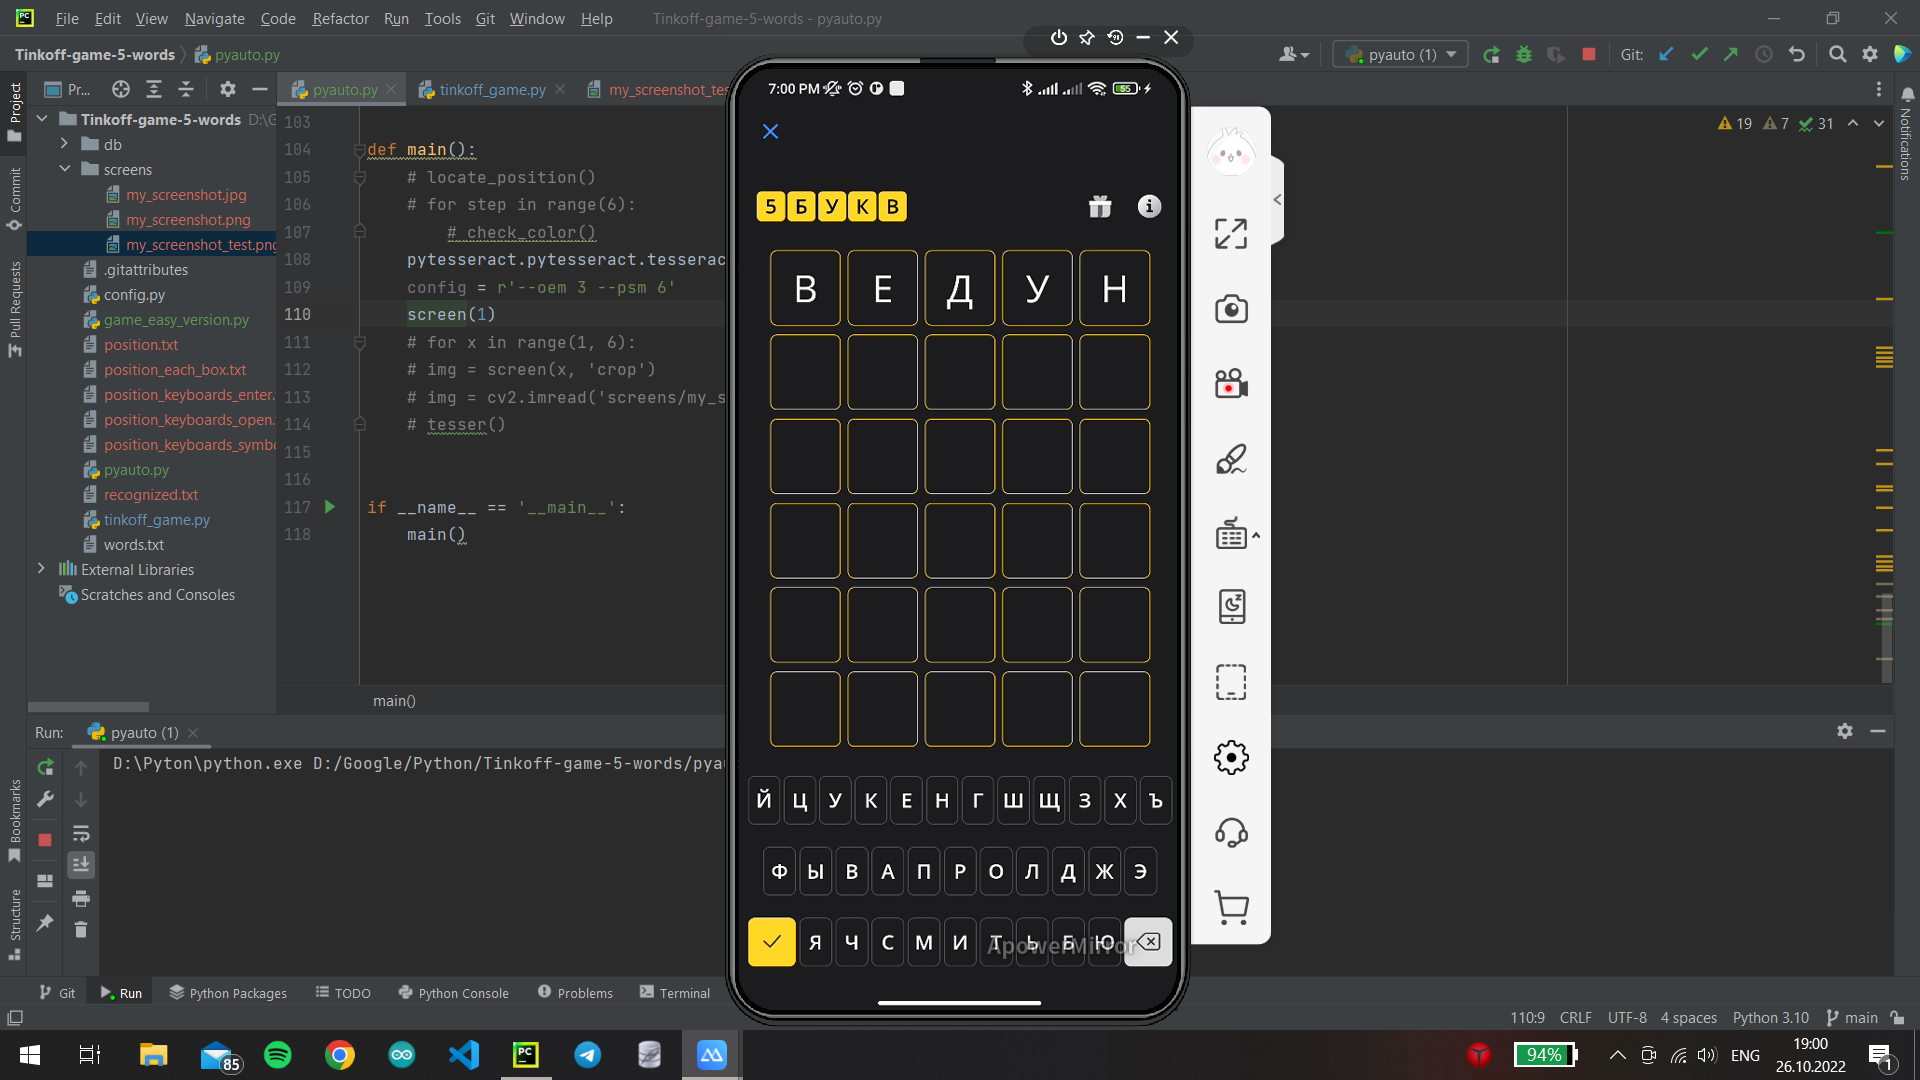 File Edit View Navigate Code Refactor Run Tools Git Window Help Tinkoff-game-5-words - pyauto.py
Tinkoff-game-5-words pyauto.py pyauto (1) Git:
Pr... pyauto.py tinkoff_game.py my_screenshot_tes
Project
Commit
Pull Requests
Bookmarks
Structure
Notifications
Tinkoff-game-5-words D:\G
db
screens
my_screenshot.jpg
my_screenshot.png
my_screenshot_test.png
.gitattributes
config.py
game_easy_version.py
position.txt
position_each_box.txt
position_keyboards_enter.
position_keyboards_open.
position_keyboards_symbo
pyauto.py
recognized.txt
tinkoff_game.py
words.txt
External Libraries
Scratches and Consoles
19 7 31
103
104 def main():
105 # locate_position()
106 # for step in range(6):
107 # check_color()
108 pytesseract.pytesseract.tesserac
109 config = r'--oem 3 --psm 6'
110 screen(1)
111 # for x in range(1, 6):
112 # img = screen(x, 'crop')
113 # img = cv2.imread('screens/my_s
114 # tesser()
115
116
117 if __name__ == '__main__':
118 main()
main()
Run: pyauto (1)
D:\Pyton\python.exe D:/Google/Python/Tinkoff-game-5-words/pyau
7:00 PM 55
5 Б У К В
В Е Д У Н
Й Ц У К Е Н Г Ш Щ З Х Ъ
Ф Ы В А П Р О Л Д Ж Э
Я Ч С М И Т Ь Б Ю
ApowerMirror
Git Run Python Packages TODO Python Console Problems Terminal
110:9 CRLF UTF-8 4 spaces Python 3.10 main
85 PC 94% ENG 19:00
26.10.2022 1